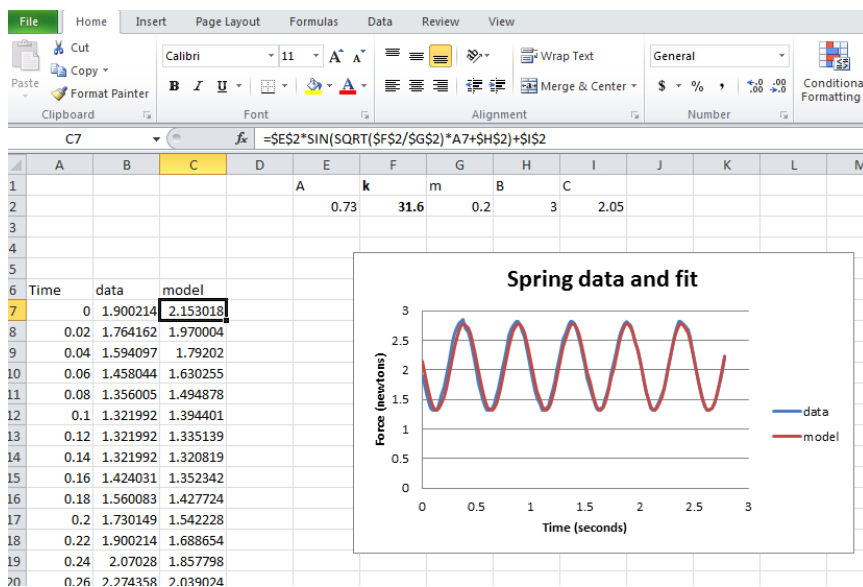 File Home Insert Page Layout Formulas Data Review View
Cut
Copy
Format Painter
Paste
Calibri 11 A A
B I U A
Wrap Text
Merge & Center
General
$ % , .0 .00 .00 .0
Conditional
Formatting
Clipboard Font Alignment Number
C7 fx =$E$2*SIN(SQRT($F$2/$G$2)*A7+$H$2)+$I$2
A B C D E F G H I J K L M
1 A k m B C
2 0.73 31.6 0.2 3 2.05
3
4
5
6 Time data model
7 0 1.900214 2.153018
8 0.02 1.764162 1.970004
9 0.04 1.594097 1.79202
10 0.06 1.458044 1.630255
11 0.08 1.356005 1.494878
12 0.1 1.321992 1.394401
13 0.12 1.321992 1.335139
14 0.14 1.321992 1.320819
15 0.16 1.424031 1.352342
16 0.18 1.560083 1.427724
17 0.2 1.730149 1.542228
18 0.22 1.900214 1.688654
19 0.24 2.07028 1.857798
20 0.26 2.274358 2.039024
Spring data and fit
Force (newtons)
3
2.5
2
1.5
1
0.5
0
0 0.5 1 1.5 2 2.5 3
Time (seconds)
data
model